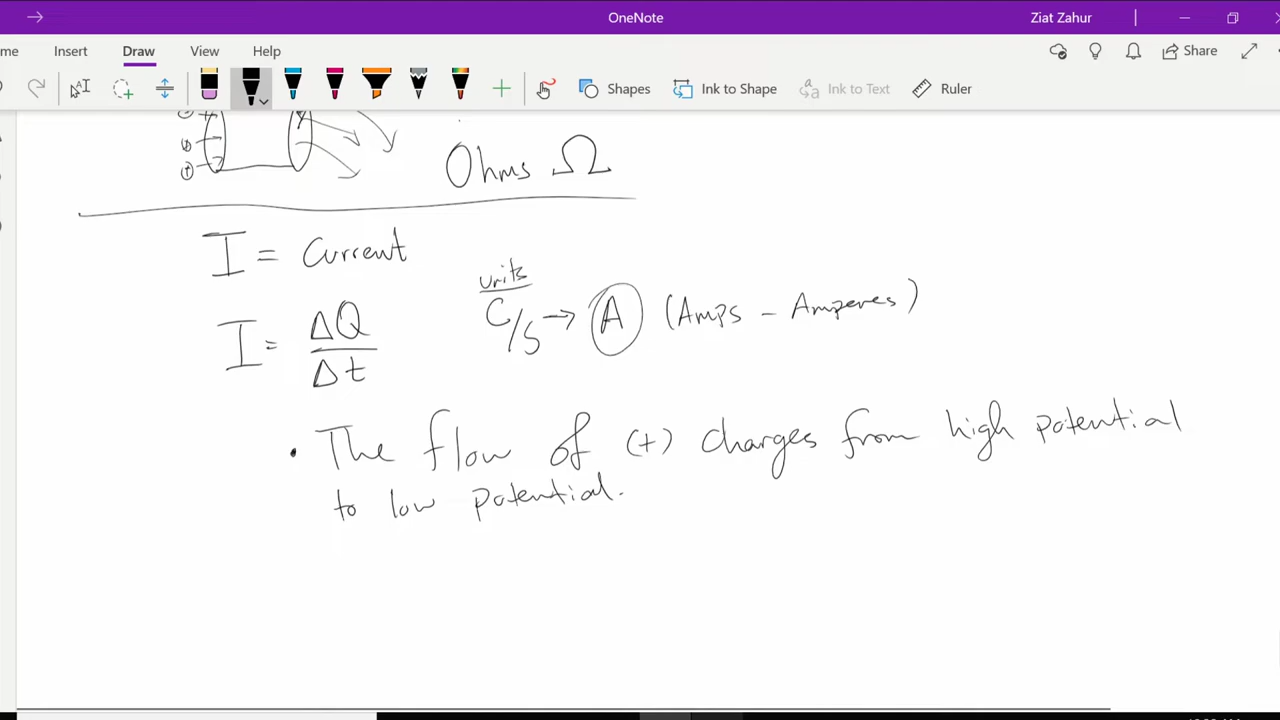 OneNote
Ziat Zahur
me Insert Draw View Help
Share
Shapes Ink to Shape Ink to Text Ruler
Ohms Ω
I = Current
units
I = ΔQ/Δt C/S → A (Amps - Amperes)
• The flow of (+) charges from high potential
to low potential.